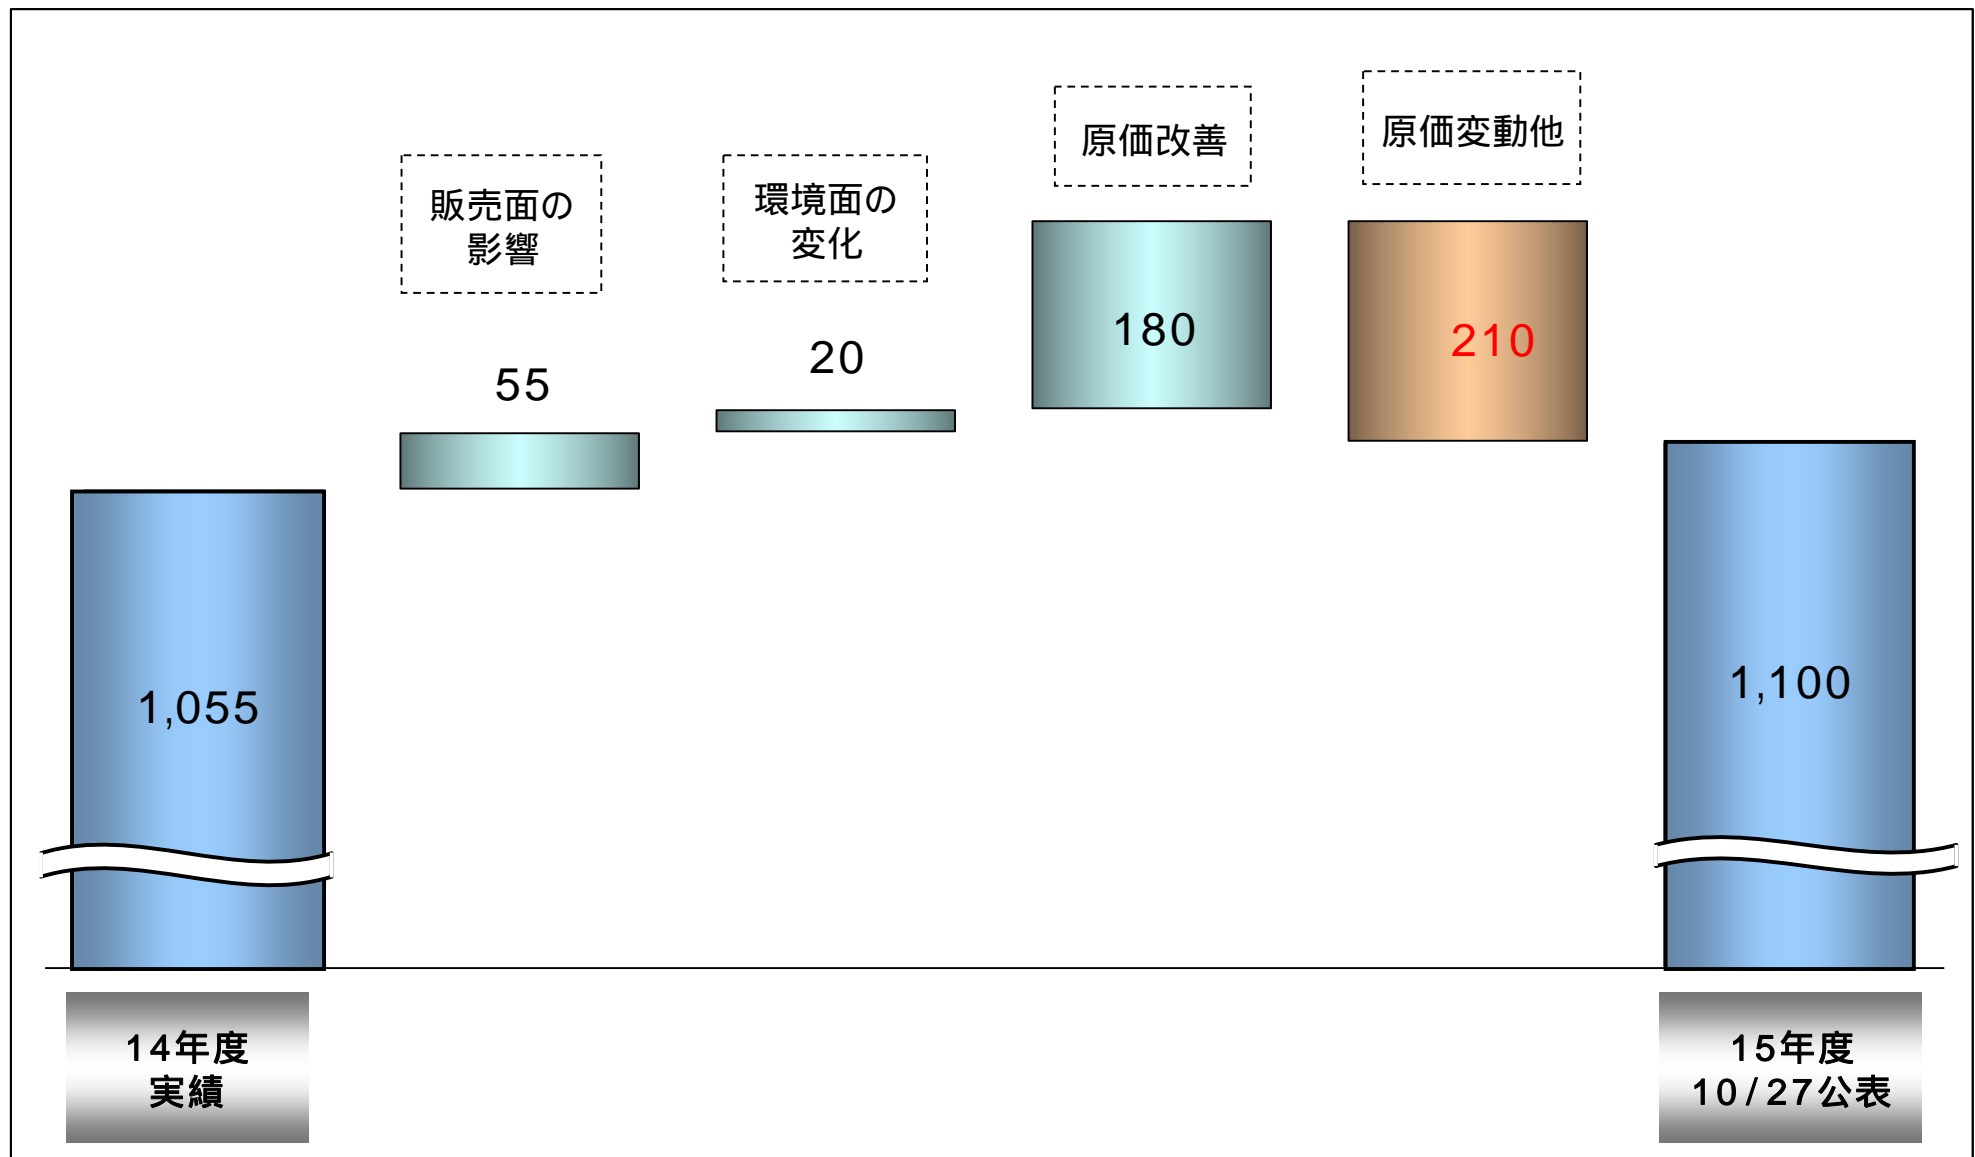 販売面の
影響
環境面の
変化
原価改善
原価変動他
55
20
180
210
1,055
1,100
14年度
実績
15年度
10/27公表